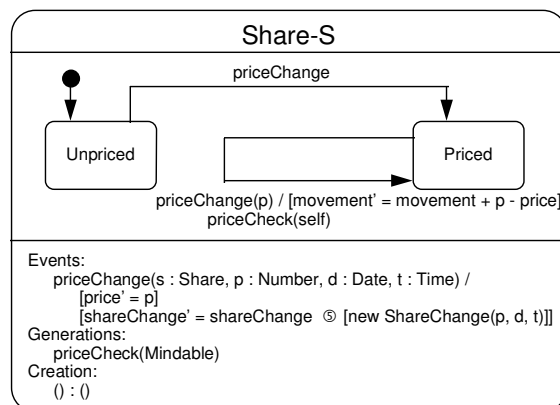 Share-S
priceChange
Unpriced
Priced
priceChange(p) / [movement’ = movement + p - price]
priceCheck(self)
Events:
priceChange(s : Share, p : Number, d : Date, t : Time) /
[price’ = p]
[shareChange’ = shareChange Ⓢ [new ShareChange(p, d, t)]]
Generations:
priceCheck(Mindable)
Creation:
() : ()